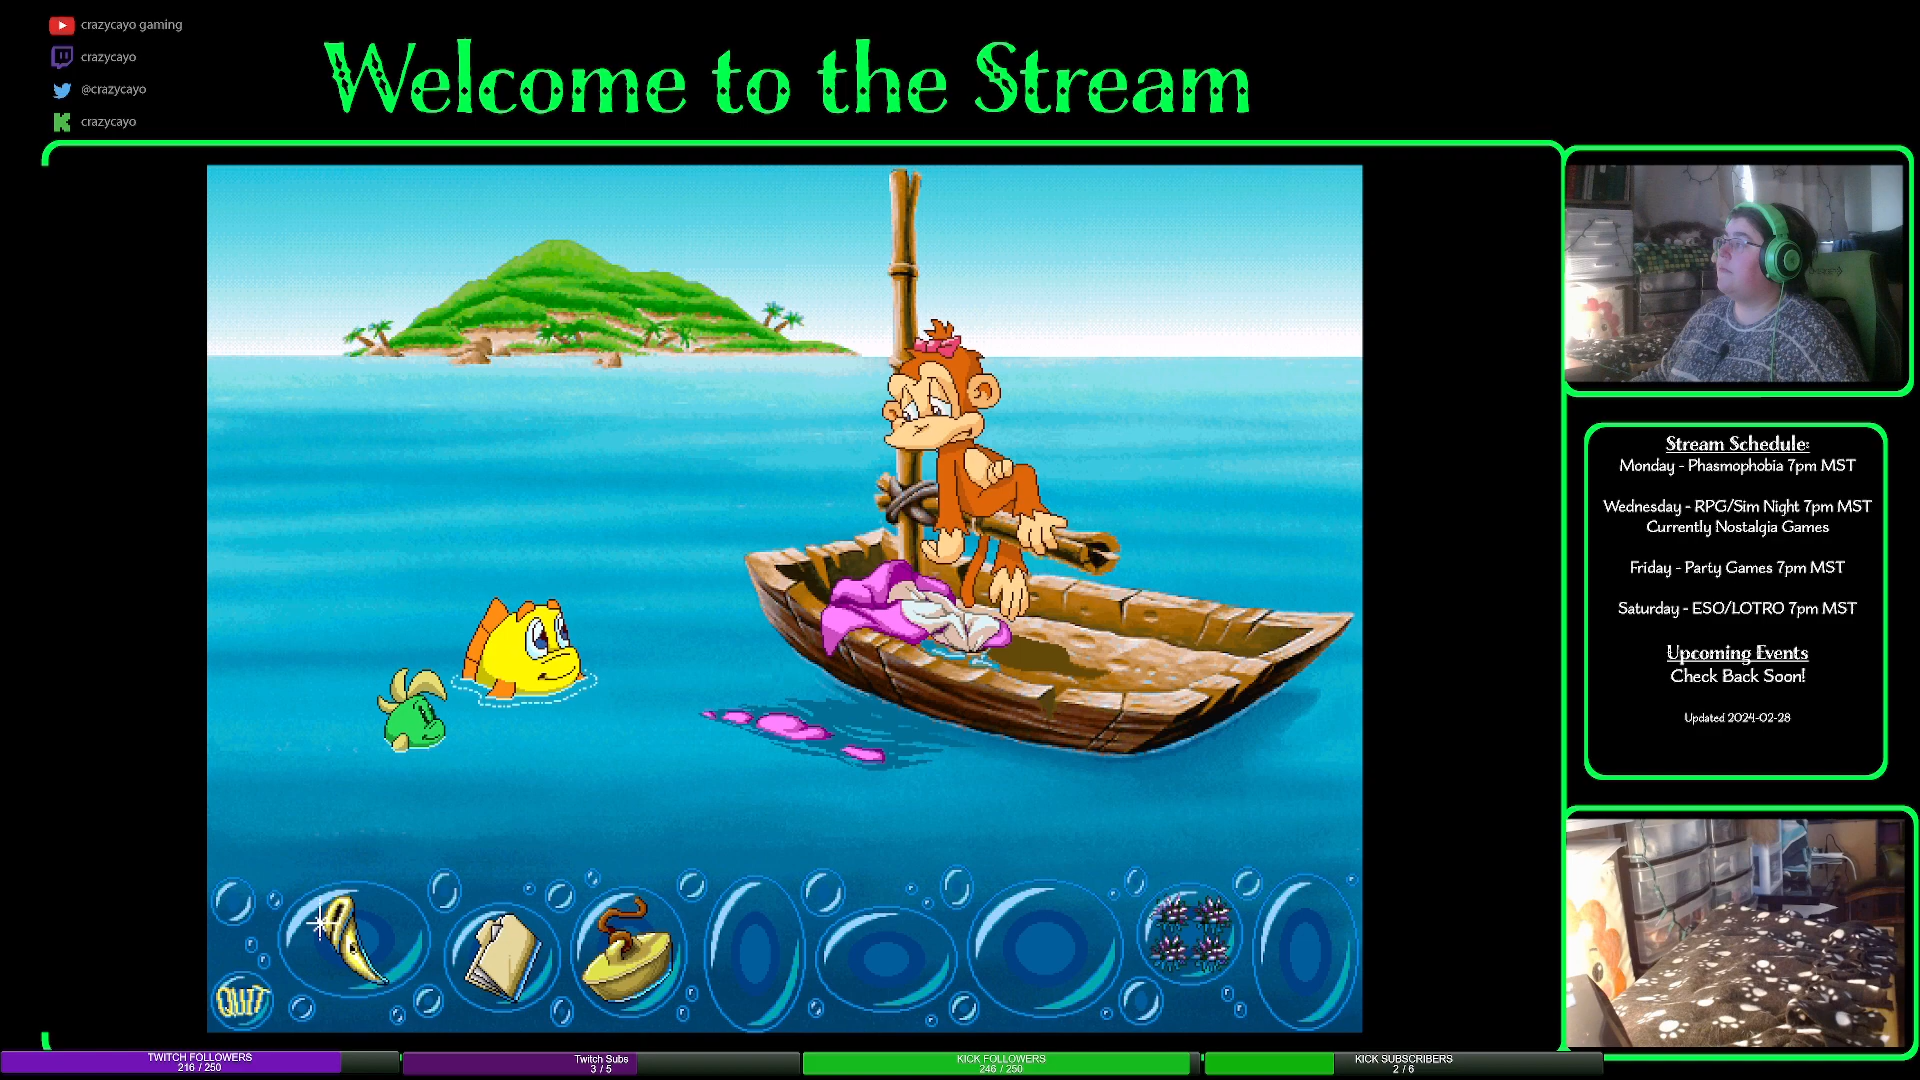 crazycayo gaming
crazycayo
@crazycayo
crazycayo
Welcome to the Stream
Stream Schedule:
Monday - Phasmophobia 7pm MST
Wednesday - RPG/Sim Night 7pm MST
Currently Nostalgia Games
Friday - Party Games 7pm MST
Saturday - ESO/LOTRO 7pm MST
Upcoming Events
Check Back Soon!
Updated 2024-02-28
QUIT
TWITCH FOLLOWERS
216 / 250
Twitch Subs
3 / 5
KICK FOLLOWERS
246 / 250
KICK SUBSCRIBERS
2 / 6